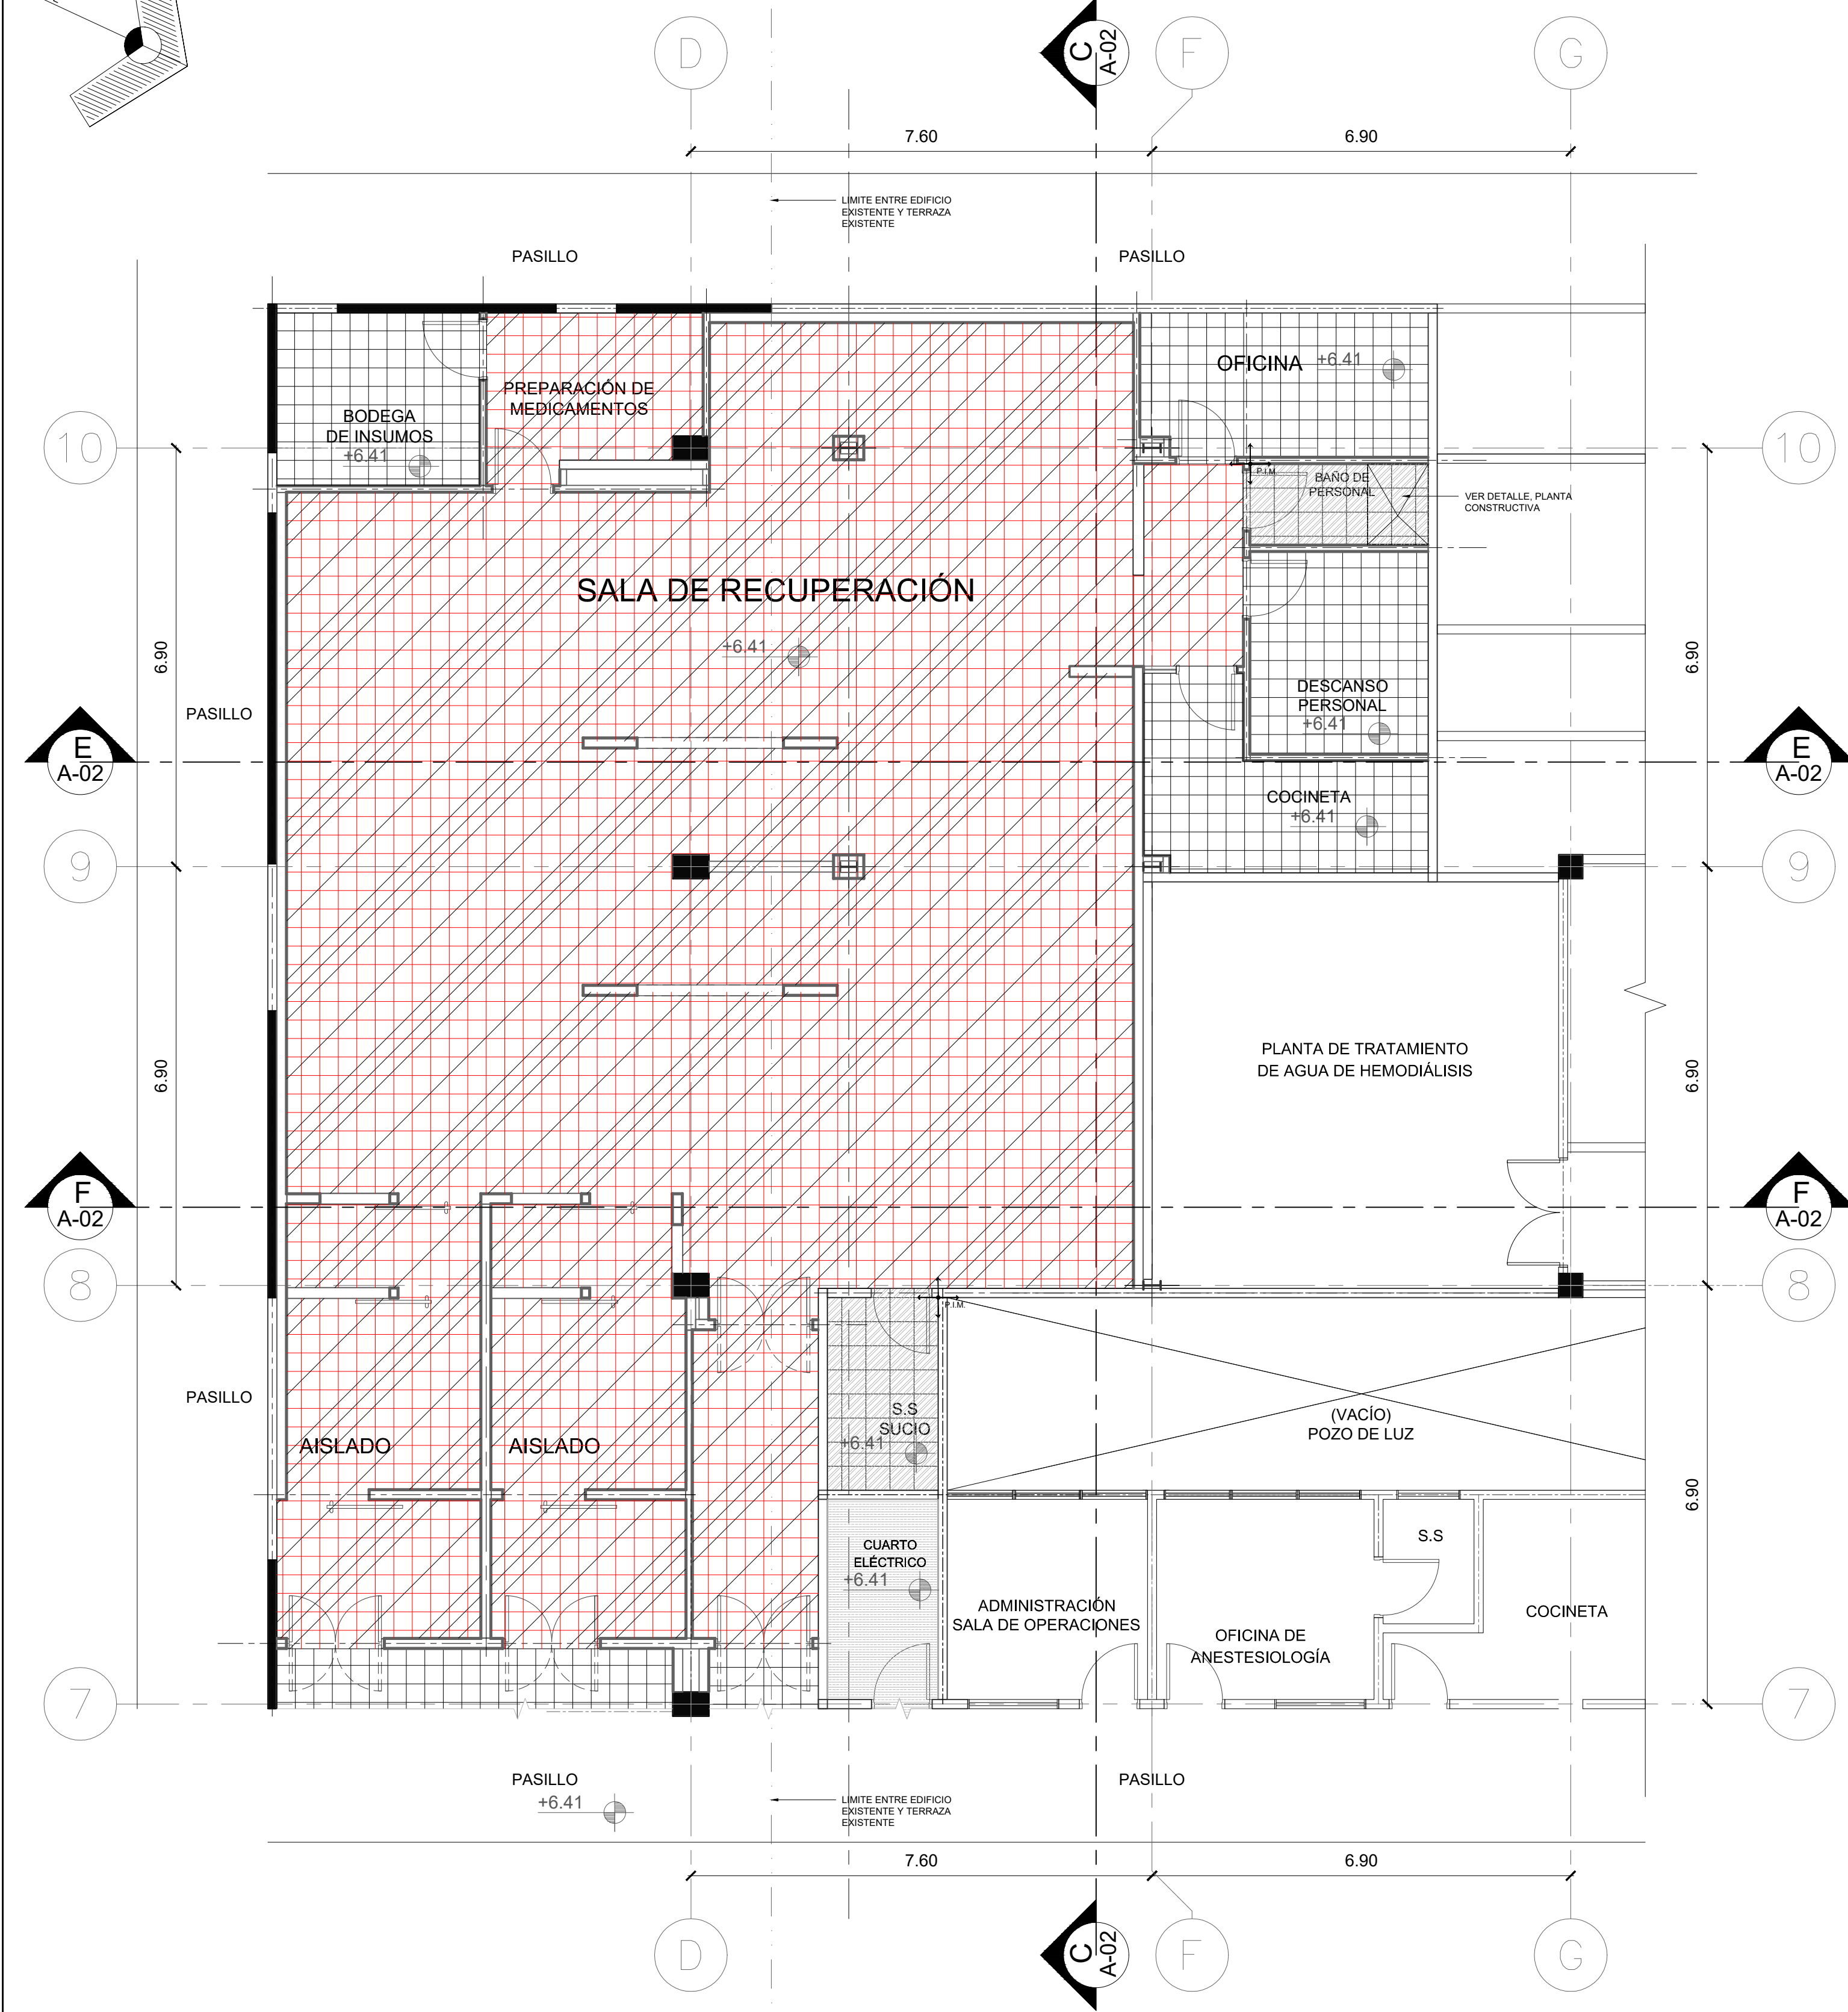 D
C
A-02
F
G
7.60
6.90
LIMITE ENTRE EDIFICIO
EXISTENTE Y TERRAZA
EXISTENTE
PASILLO
PASILLO
OFICINA
+6.41
PREPARACIÓN DE
MEDICAMENTOS
BODEGA
DE INSUMOS
+6.41
10
10
P.I.M.
BAÑO DE
PERSONAL
VER DETALLE, PLANTA
CONSTRUCTIVA
SALA DE RECUPERACIÓN
+6.41
6.90
6.90
DESCANSO
PERSONAL
+6.41
PASILLO
E
A-02
E
A-02
COCINETA
+6.41
9
9
PLANTA DE TRATAMIENTO
DE AGUA DE HEMODIÁLISIS
6.90
6.90
F
A-02
F
A-02
8
8
P.I.M.
PASILLO
S.S
SUCIO
+6.41
(VACÍO)
POZO DE LUZ
AISLADO
AISLADO
6.90
CUARTO
ELÉCTRICO
+6.41
S.S
ADMINISTRACIÓN
SALA DE OPERACIONES
OFICINA DE
ANESTESIOLOGÍA
COCINETA
7
7
PASILLO
+6.41
PASILLO
LIMITE ENTRE EDIFICIO
EXISTENTE Y TERRAZA
EXISTENTE
7.60
6.90
D
C
A-02
F
G